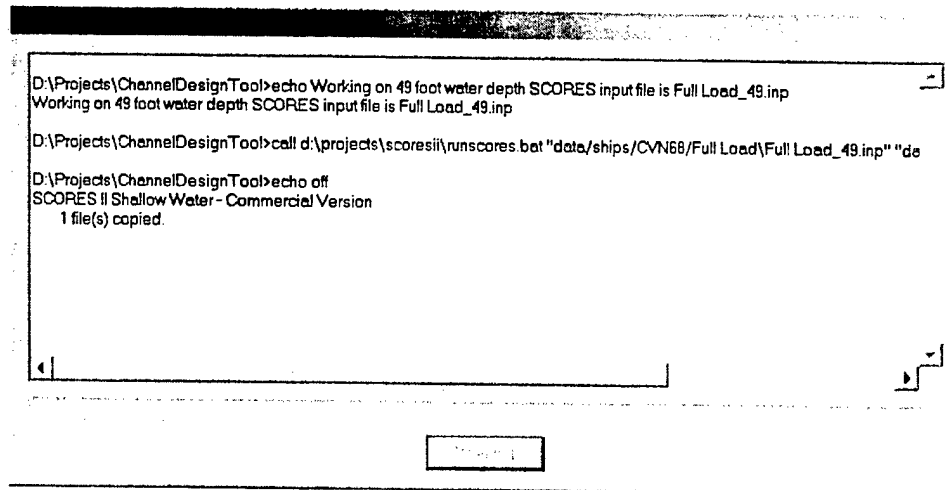 D:\Projects\ChannelDesignTool>echo Working on 49 foot water depth SCORES input file is Full Load_49.inp
Working on 49 foot water depth SCORES input file is Full Load_49.inp
D:\Projects\ChannelDesignTool>call d:\projects\scoresii\runscores.bat "data/ships/CVN68/Full Load\Full Load_49.inp" "da
D:\Projects\ChannelDesignTool>echo off
SCORES II Shallow Water - Commercial Version
1 file(s) copied.